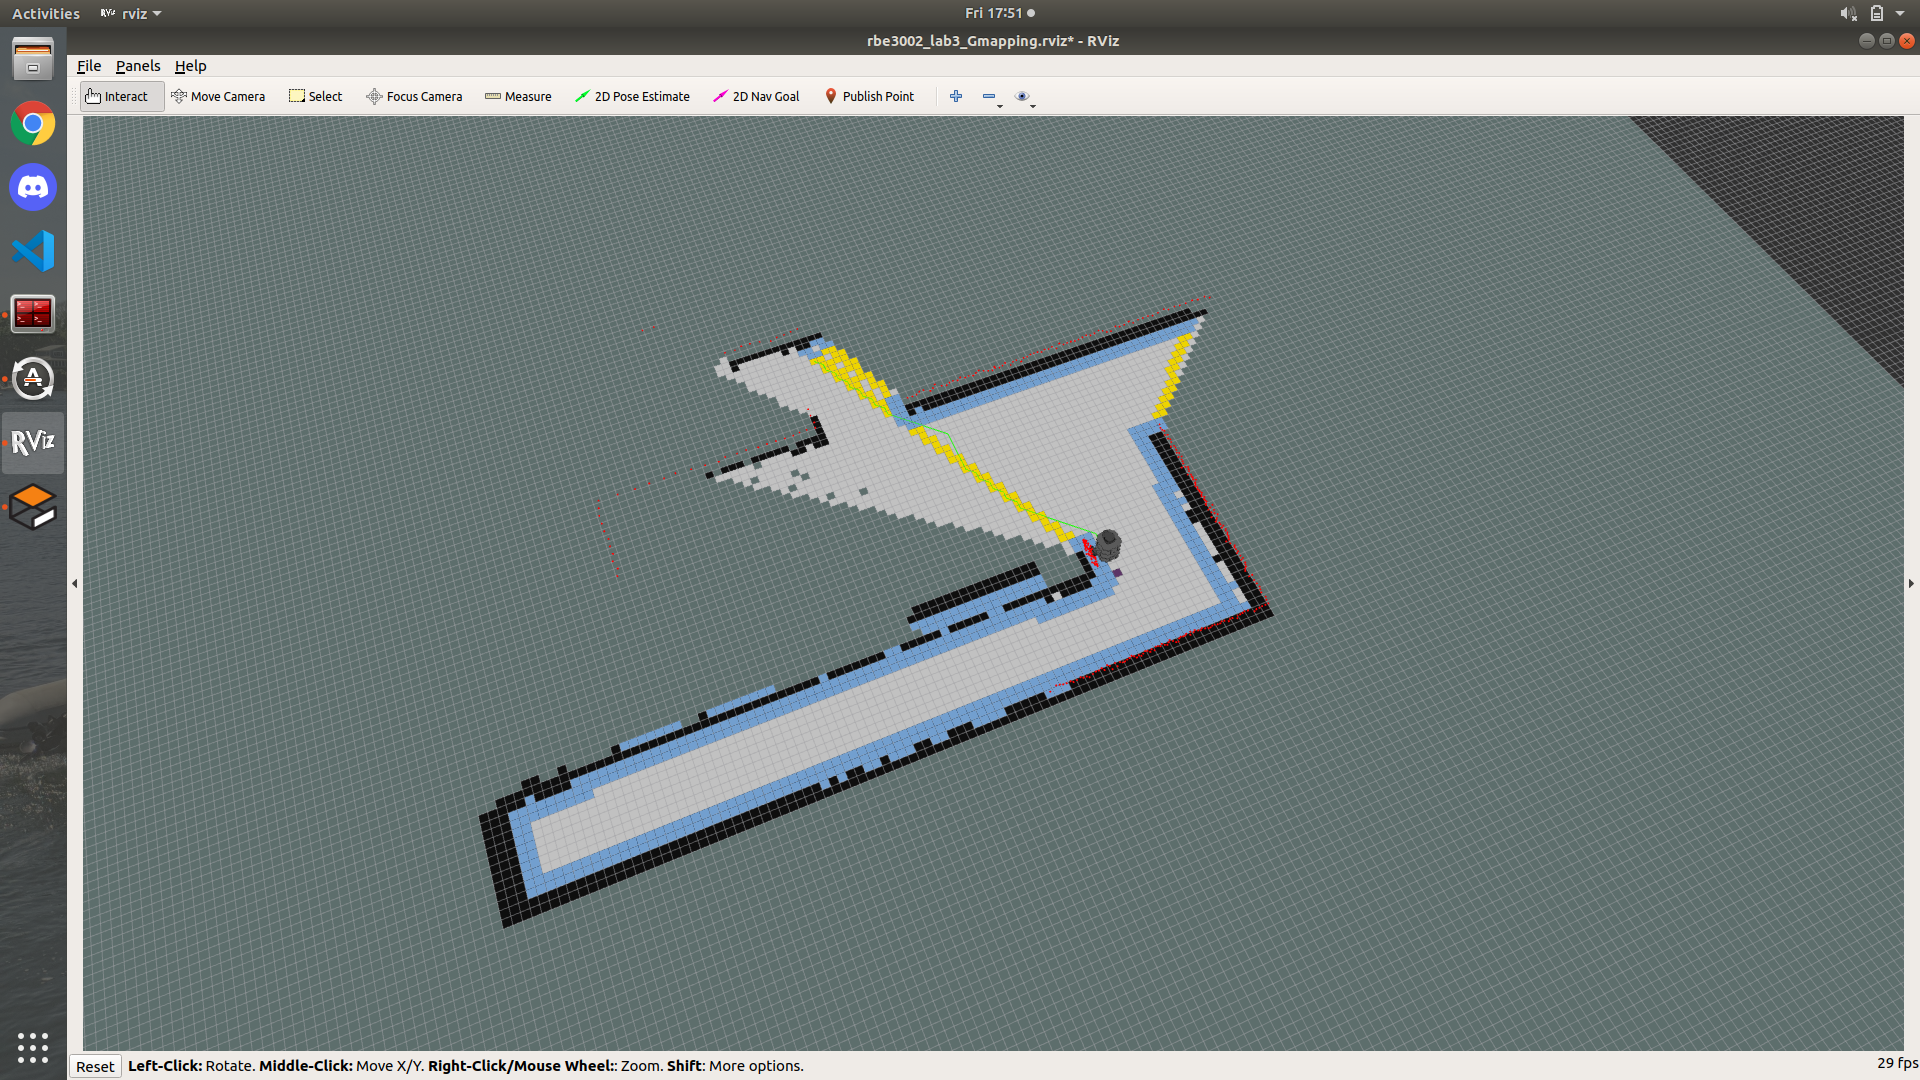 Activities RViz rviz Fri 17:51
rbe3002_lab3_Gmapping.rviz* - RViz
File Panels Help
Interact Move Camera Select Focus Camera Measure 2D Pose Estimate 2D Nav Goal Publish Point
A
RViz
Reset Left-Click: Rotate. Middle-Click: Move X/Y. Right-Click/Mouse Wheel:: Zoom. Shift: More options. 29 fps